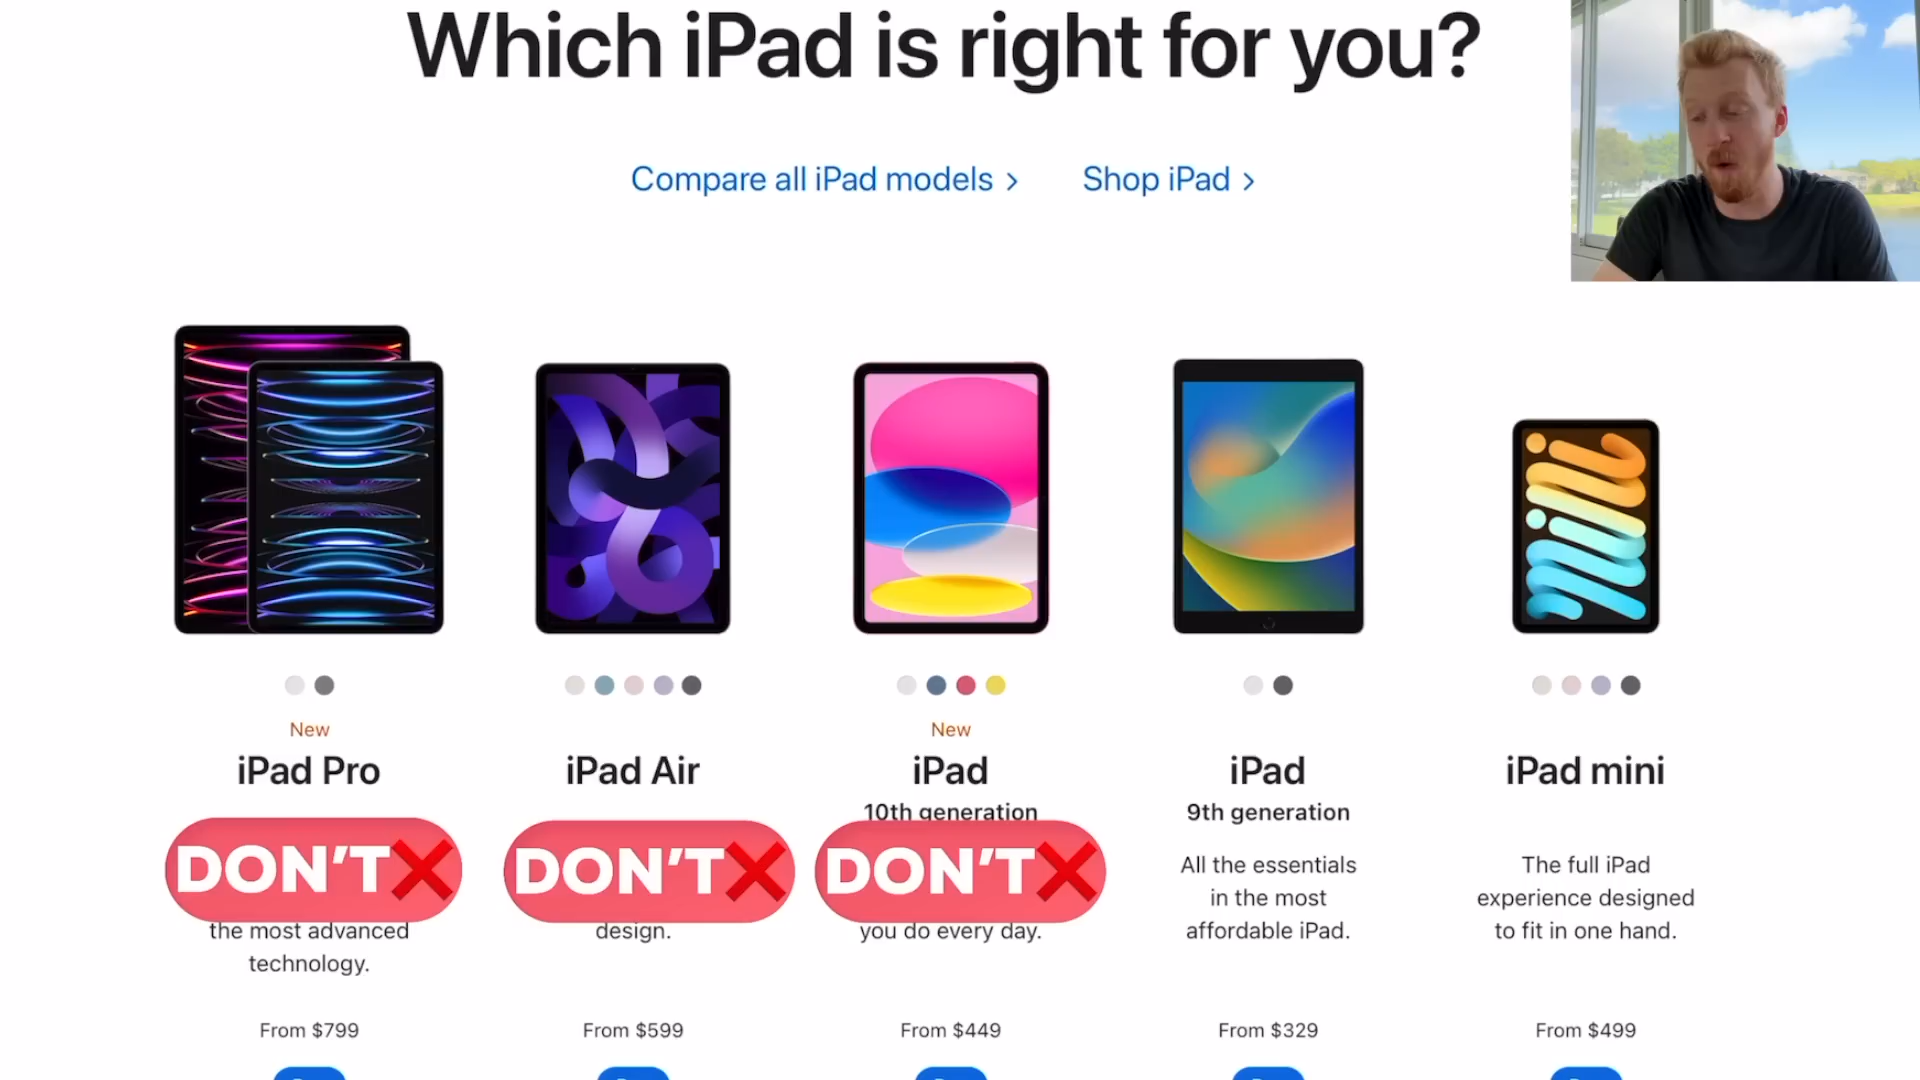 Which iPad is right for you?
Compare all iPad models >
Shop iPad >
New
iPad Pro
DON'T
the most advanced
technology.
From $799
iPad Air
DON'T
design.
From $599
New
iPad
10th generation
DON'T
you do every day.
From $449
iPad
9th generation
All the essentials
in the most
affordable iPad.
From $329
mini
iPad mini
The full iPad
experience designed
to fit in one hand.
From $499